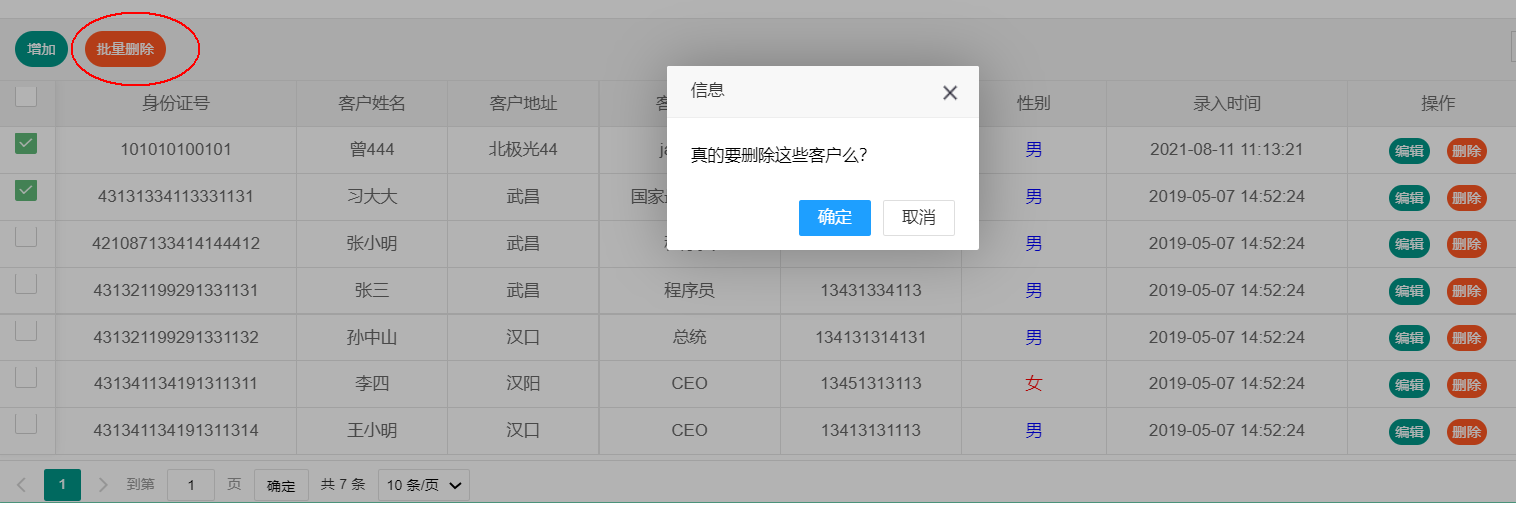 增加 批量删除
信息
真的要删除这些客户么?
确定 取消
身份证号 客户姓名 客户地址 性别 录入时间 操作
101010100101 曾444 北极光44 男 2021-08-11 11:13:21 编辑 删除
43131334113331131 习大大 武昌 国家 男 2019-05-07 14:52:24 编辑 删除
421087133414144412 张小明 武昌 男 2019-05-07 14:52:24 编辑 删除
431321199291331131 张三 武昌 程序员 13431334113 男 2019-05-07 14:52:24 编辑 删除
431321199291331132 孙中山 汉口 总统 134131314131 男 2019-05-07 14:52:24 编辑 删除
431341134191311311 李四 汉阳 CEO 13451313113 女 2019-05-07 14:52:24 编辑 删除
431341134191311314 王小明 汉口 CEO 13413131113 男 2019-05-07 14:52:24 编辑 删除
1 到第 1 页 确定 共 7 条 10 条/页